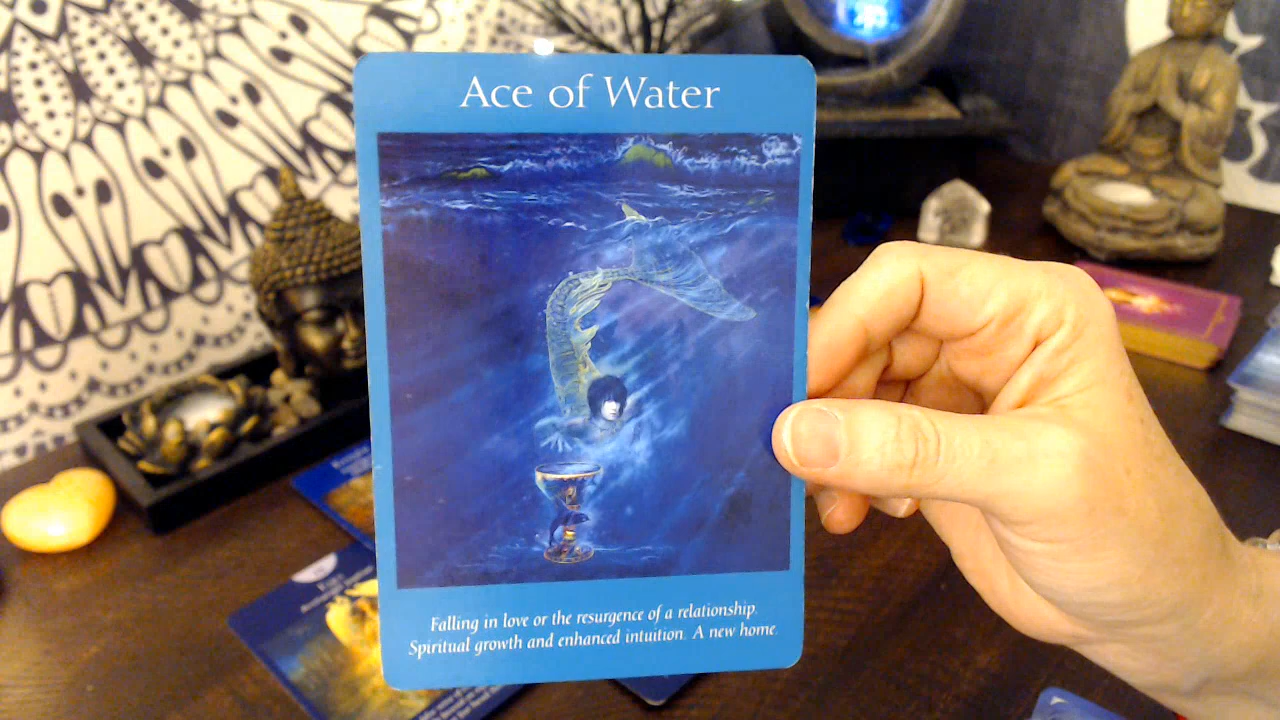 Ace of Water
Falling in love or the resurgence of a relationship.
Spiritual growth and enhanced intuition. A new home.